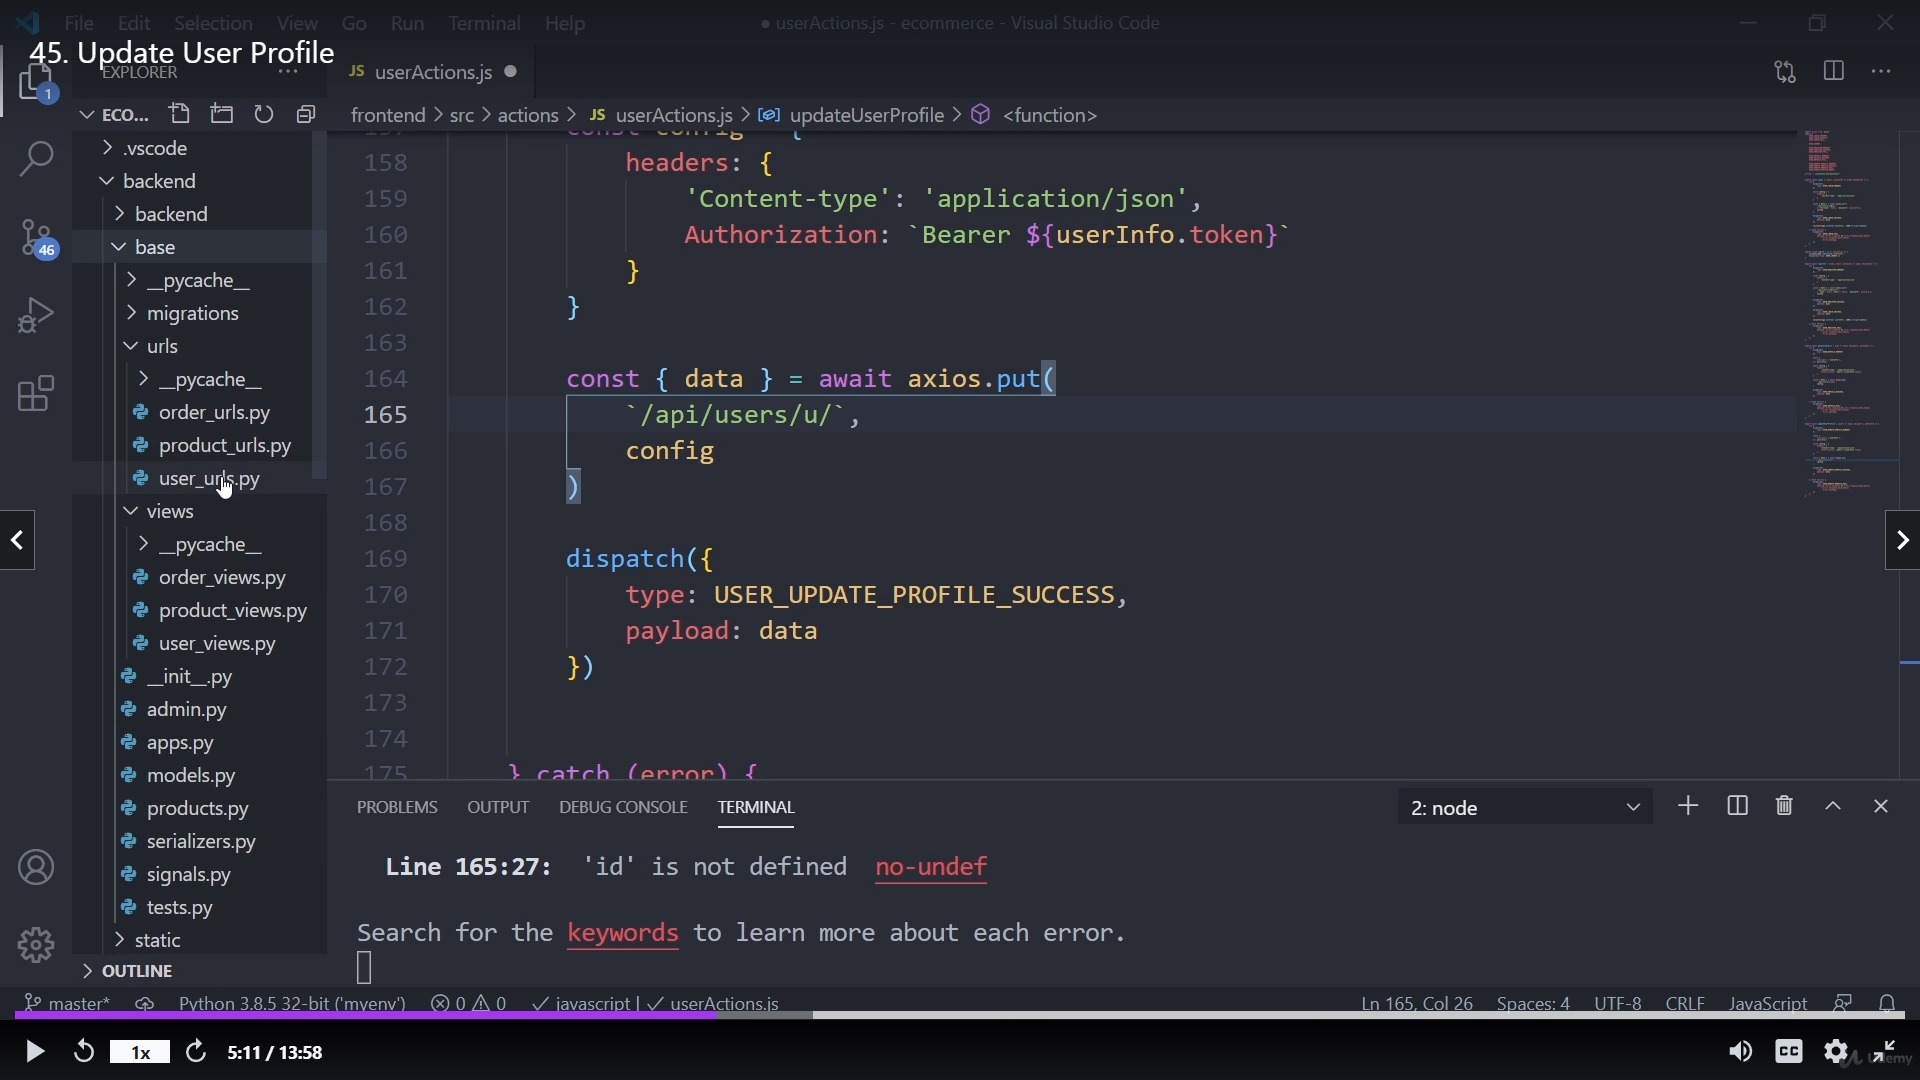 File Edit Selection View Go Run Terminal Help
● userActions.js - ecommerce - Visual Studio Code
45. Update User Profile
EXPLORER
JS userActions.js
1
ECO...
frontend > src > actions > JS userActions.js > updateUserProfile > <function>
.vscode
backend
backend
base
__pycache__
migrations
urls
__pycache__
order_urls.py
product_urls.py
user_urls.py
views
__pycache__
order_views.py
product_views.py
user_views.py
__init__.py
admin.py
apps.py
models.py
products.py
serializers.py
signals.py
tests.py
static
OUTLINE
46
157 const config {
158 headers: {
159 'Content-type': 'application/json',
160 Authorization: `Bearer ${userInfo.token}`
161 }
162 }
163
164 const { data } = await axios.put(
165 `/api/users/u/`,
166 config
167 )
168
169 dispatch({
170 type: USER_UPDATE_PROFILE_SUCCESS,
171 payload: data
172 })
173
174
175 } catch (error) {
PROBLEMS OUTPUT DEBUG CONSOLE TERMINAL
2: node
Line 165:27: 'id' is not defined no-undef
Search for the keywords to learn more about each error.
master* Python 3.8.5 32-bit ('myenv') 0 0 javascript | userActions.js
Ln 165, Col 26 Spaces: 4 UTF-8 CRLF JavaScript
1x 5:11 / 13:58
CC
Udemy